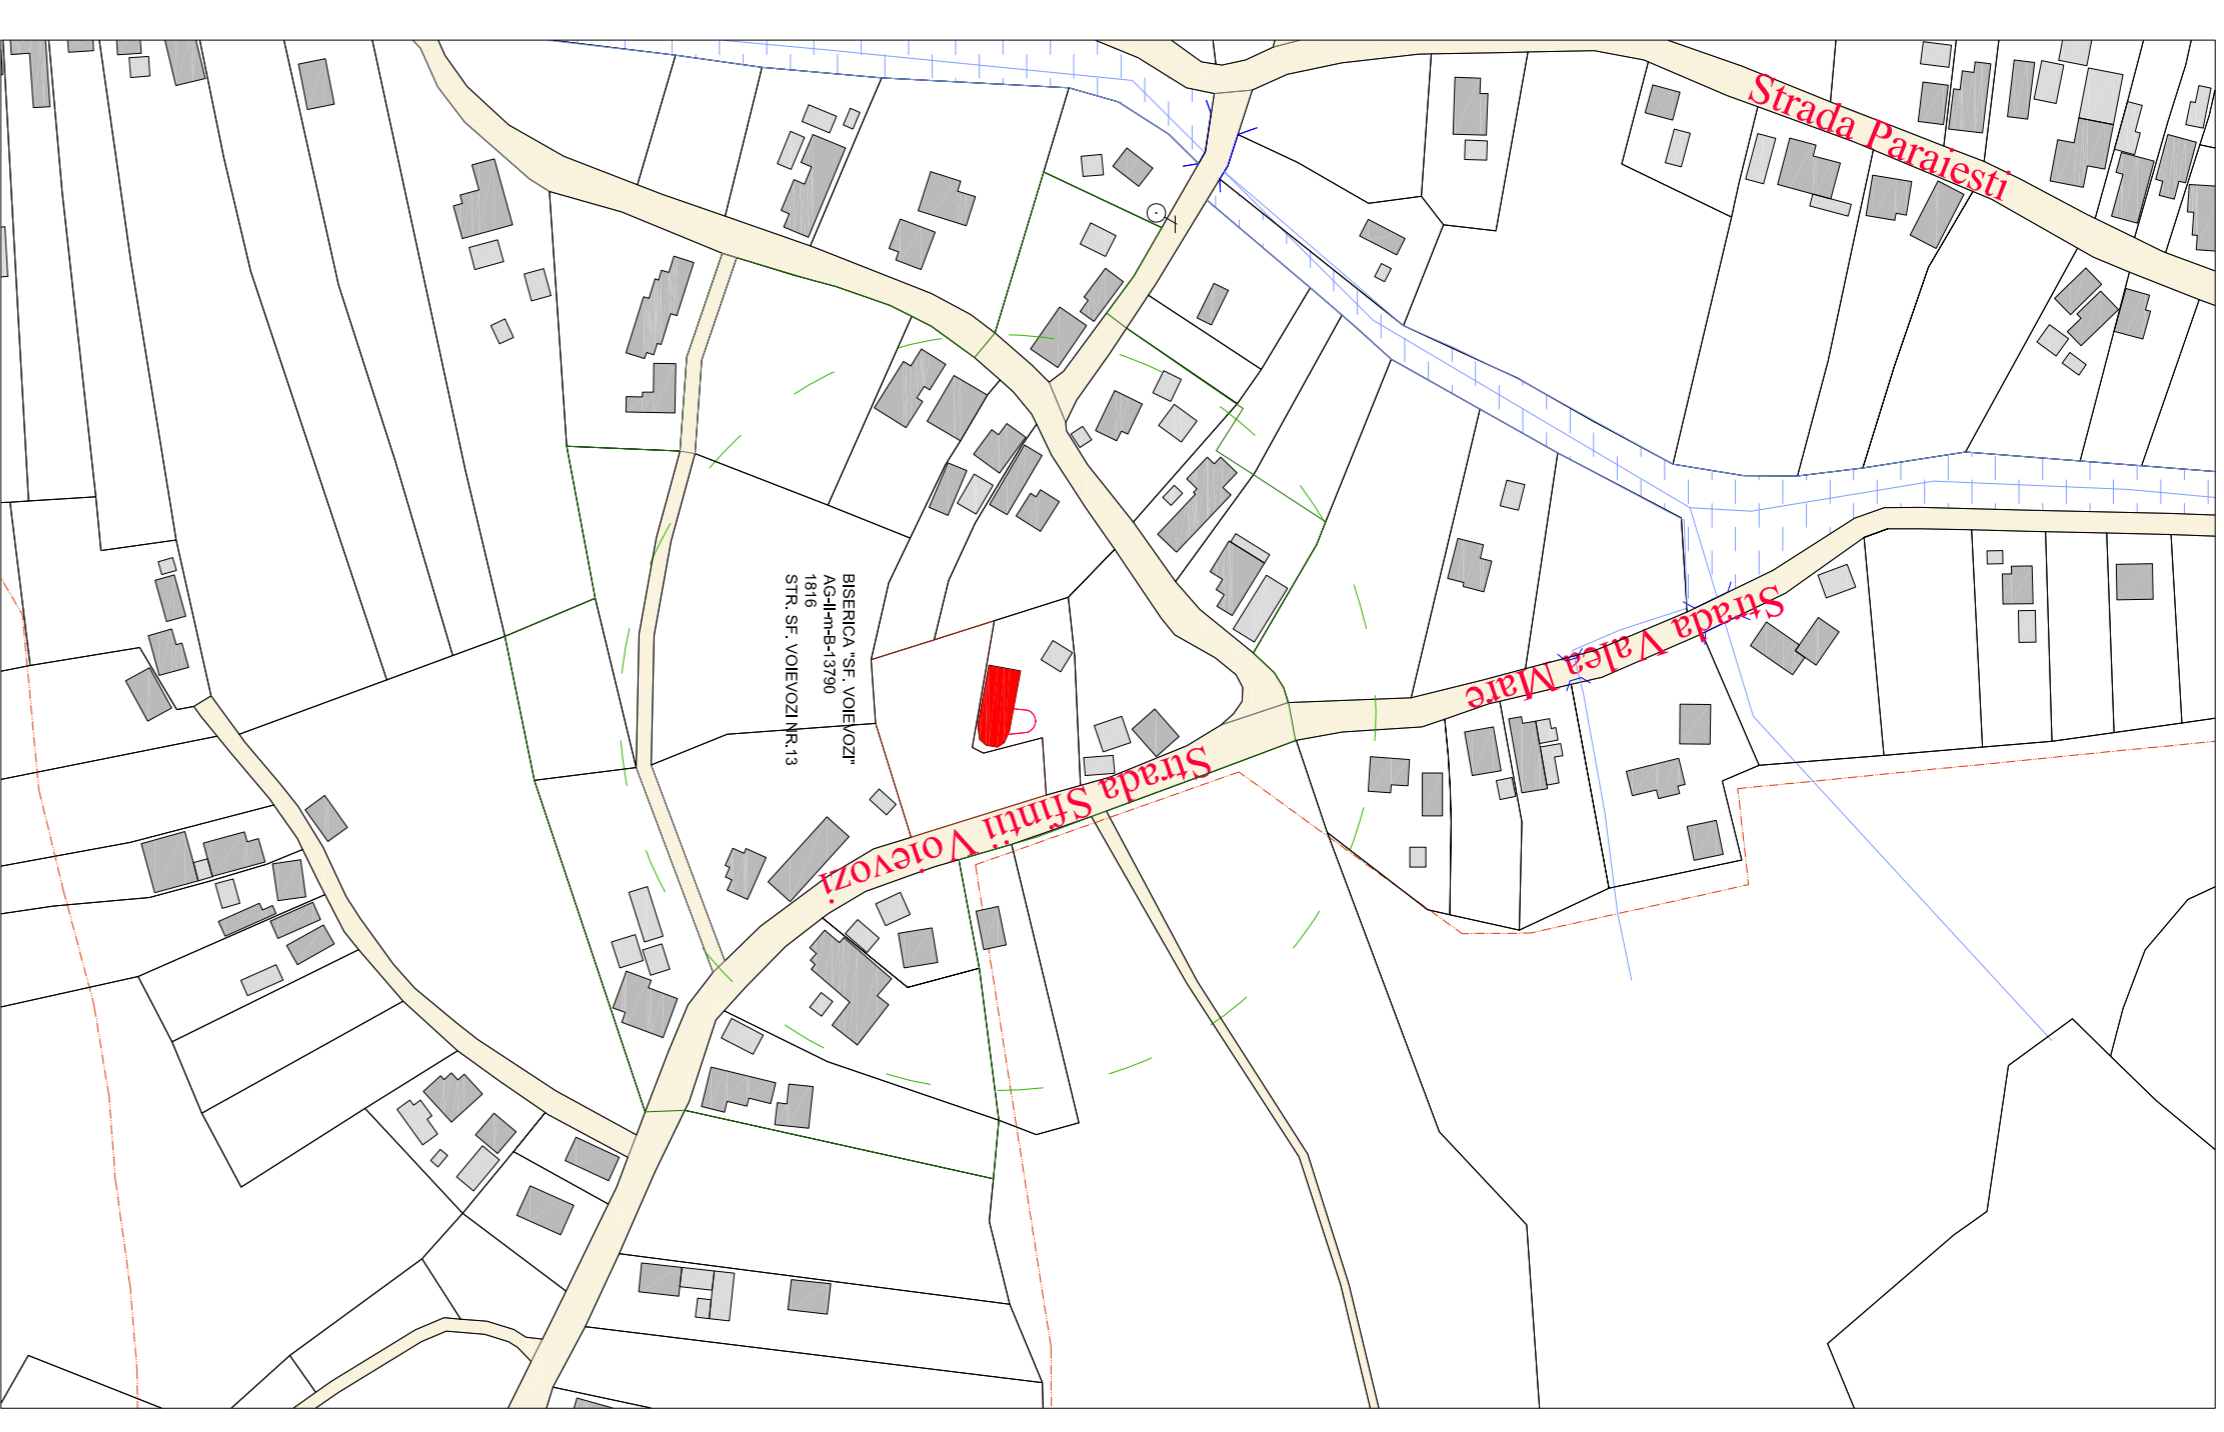 Strada Paraiesti
Strada Valea Mare
Strada Sfintii Voievozi
BISERICA "SF. VOIEVOZI"
AG-II-m-B-13790
1816
STR. SF. VOIEVOZI NR.13